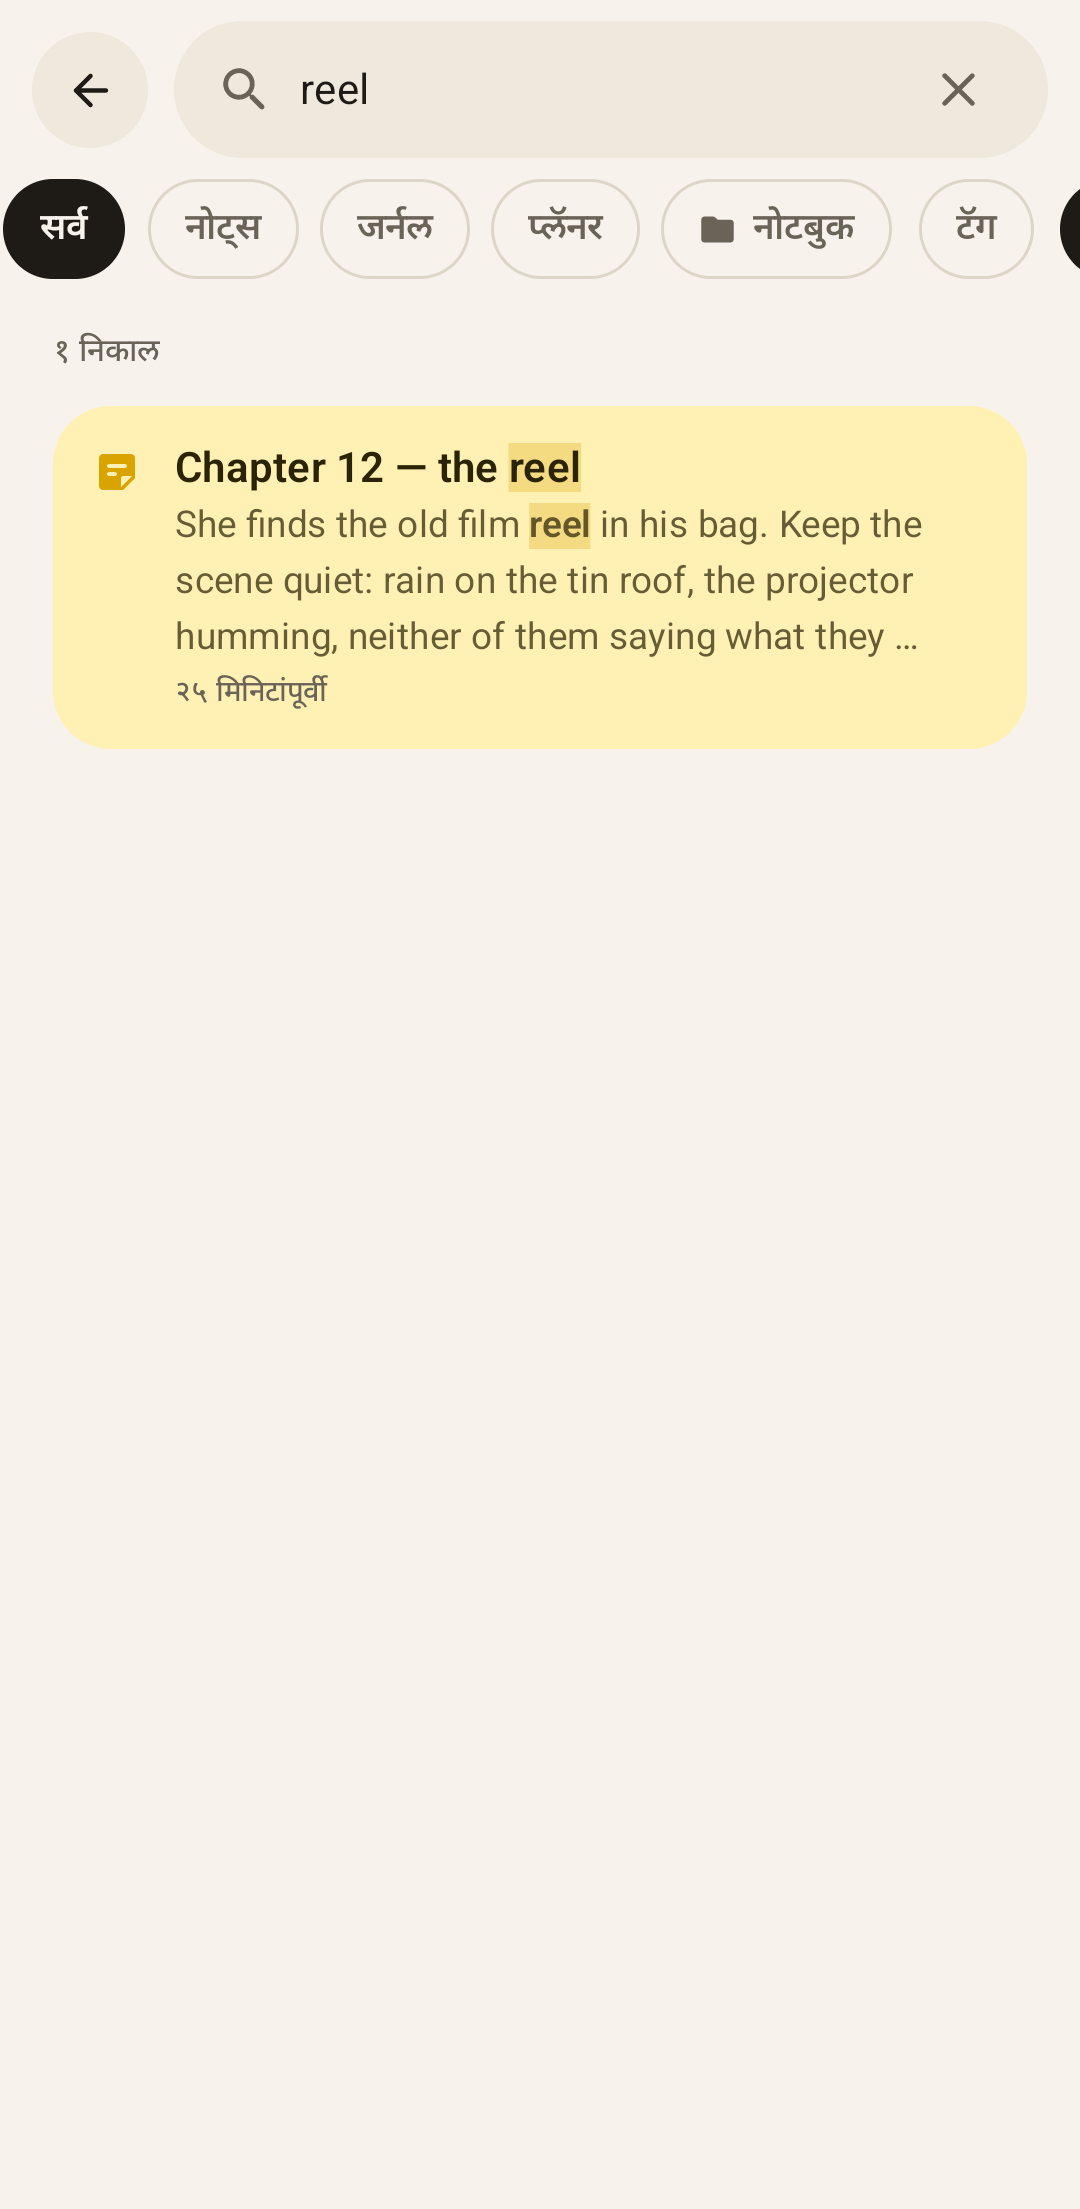 reel
सर्व नोट्स जर्नल प्लॅनर नोटबुक टॅग
१ निकाल
Chapter 12 — the reel
She finds the old film reel in his bag. Keep the
scene quiet: rain on the tin roof, the projector
humming, neither of them saying what they …
२५ मिनिटांपूर्वी